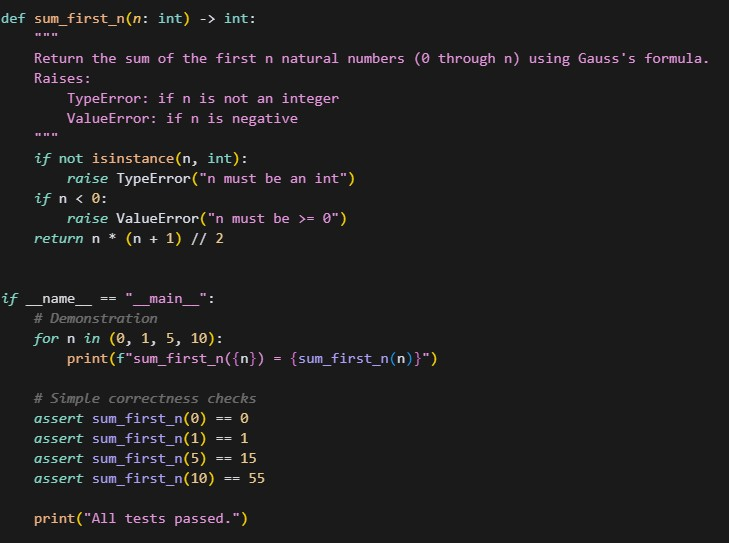 def sum_first_n(n: int) -> int:
    """
    Return the sum of the first n natural numbers (0 through n) using Gauss's formula.
    Raises:
        TypeError: if n is not an integer
        ValueError: if n is negative
    """
    if not isinstance(n, int):
        raise TypeError("n must be an int")
    if n < 0:
        raise ValueError("n must be >= 0")
    return n * (n + 1) // 2


if __name__ == "__main__":
    # Demonstration
    for n in (0, 1, 5, 10):
        print(f"sum_first_n({n}) = {sum_first_n(n)}")

    # Simple correctness checks
    assert sum_first_n(0) == 0
    assert sum_first_n(1) == 1
    assert sum_first_n(5) == 15
    assert sum_first_n(10) == 55

    print("All tests passed.")